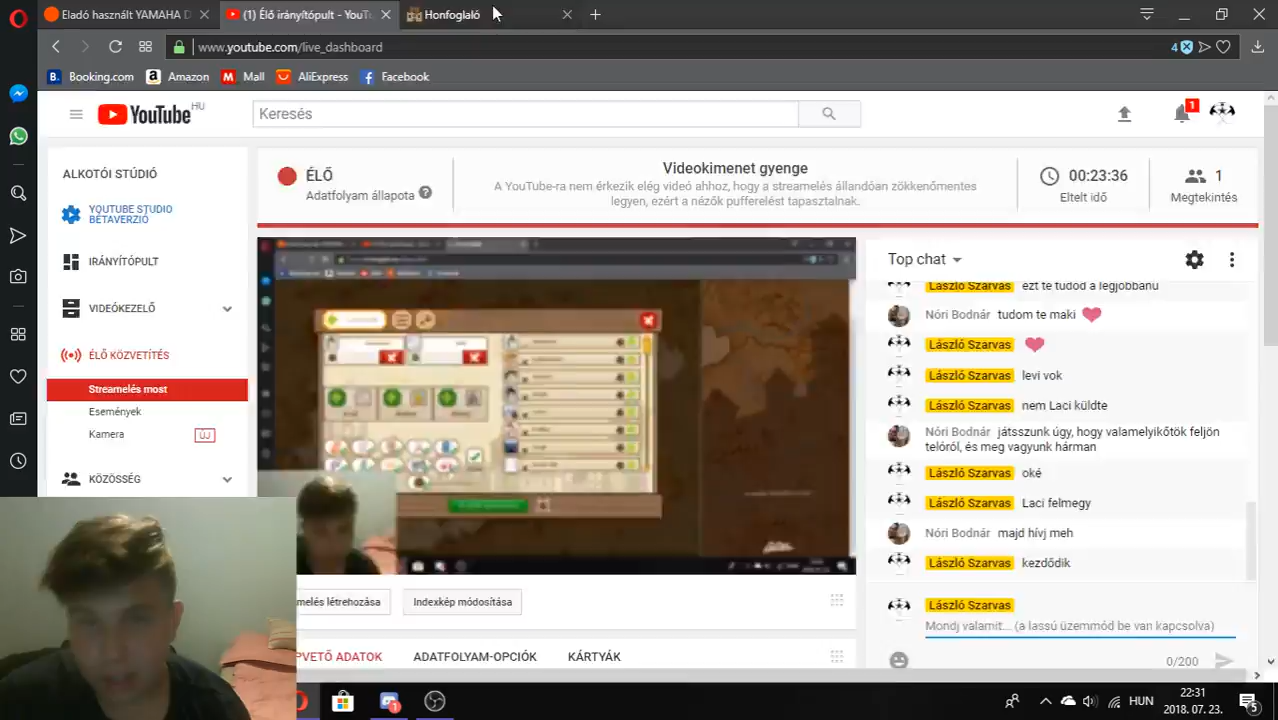 Eladó használt YAMAHA D
(1) Élő irányítópult - YouTu
Honfoglaló
www.youtube.com/live_dashboard
4
B. Booking.com
Amazon
Mall
AliExpress
Facebook
YouTube HU
Keresés
1
ALKOTÓI STÚDIÓ
YOUTUBE STUDIO
BÉTAVERZIÓ
IRÁNYÍTÓPULT
VIDEÓKEZELŐ
ÉLŐ KÖZVETÍTÉS
Streamelés most
Események
Kamera
ÚJ
KÖZÖSSÉG
ÉLŐ
Adatfolyam állapota
Videokimenet gyenge
A YouTube-ra nem érkezik elég videó ahhoz, hogy a streamelés állandóan zökkenőmentes
legyen, ezért a nézők pufferelést tapasztalnak.
00:23:36
Eltelt idő
1
Megtekintés
Top chat
László Szarvas ezt te tudod a legjobbanu
Nóri Bodnár tudom te maki
László Szarvas
László Szarvas levi vok
László Szarvas nem Laci küldte
Nóri Bodnár játsszunk úgy, hogy valamelyikötök feljön
telóról, és meg vagyunk hárman
László Szarvas oké
László Szarvas Laci felmegy
Nóri Bodnár majd hívj meh
László Szarvas kezdődik
László Szarvas
Mondj valamit... (a lassú üzemmód be van kapcsolva)
0/200
melés létrehozása
Indexkép módosítása
PVETŐ ADATOK
ADATFOLYAM-OPCIÓK
KÁRTYÁK
1
HUN
22:31
2018. 07. 23.
5